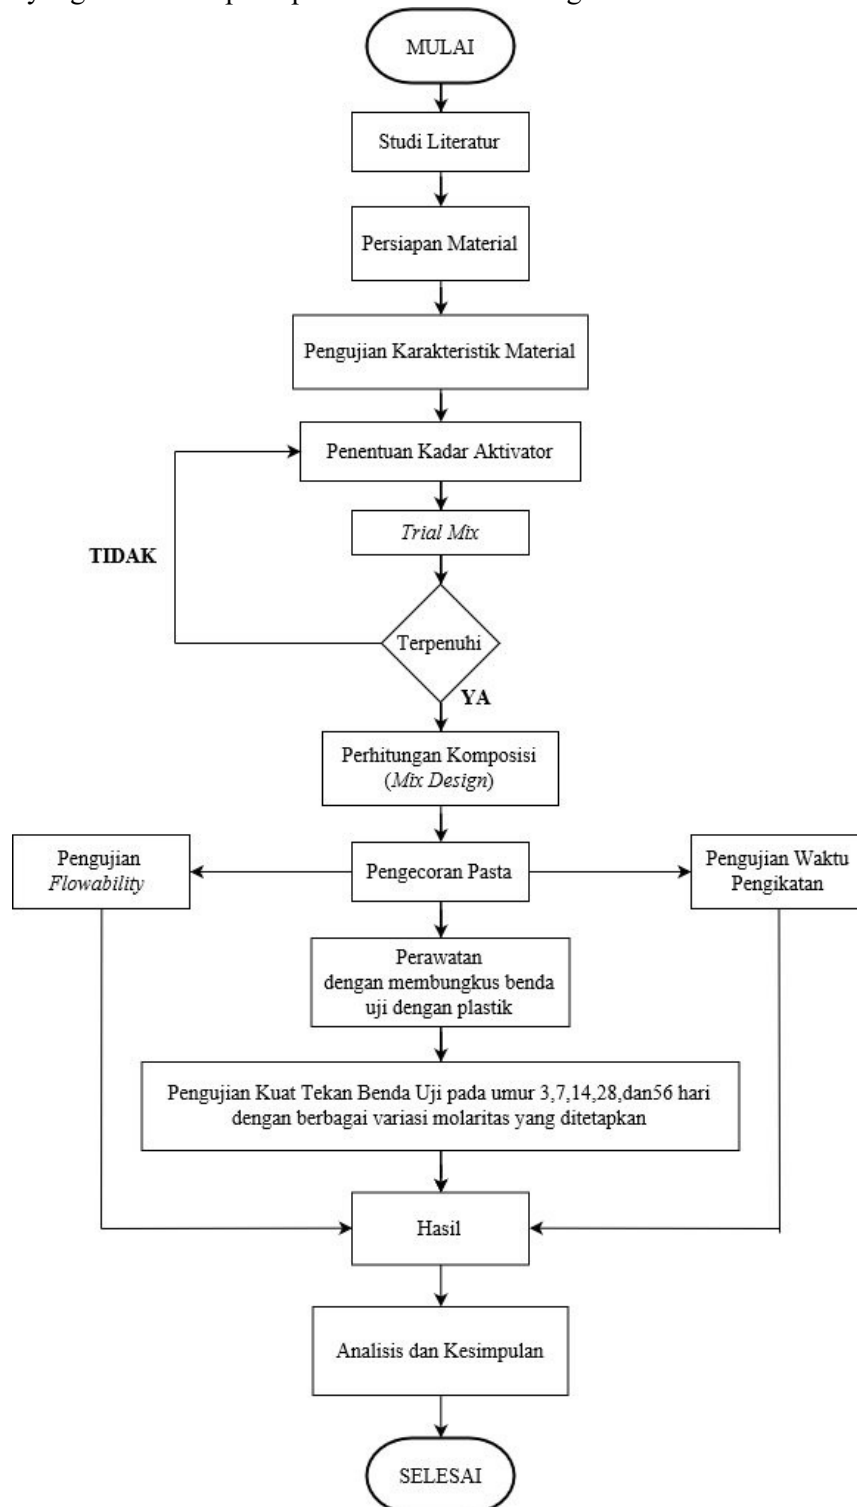 MULAI
Studi Literatur
Persiapan Material
Pengujian Karakteristik Material
Penentuan Kadar Aktivator
Trial Mix
TIDAK
Terpenuhi
YA
Perhitungan Komposisi
(Mix Design)
Pengujian
Flowability
Pengecoran Pasta
Pengujian Waktu
Pengikatan
Perawatan
dengan membungkus benda
uji dengan plastik
Pengujian Kuat Tekan Benda Uji pada umur 3,7,14,28,dan56 hari
dengan berbagai variasi molaritas yang ditetapkan
Hasil
Analisis dan Kesimpulan
SELESAI